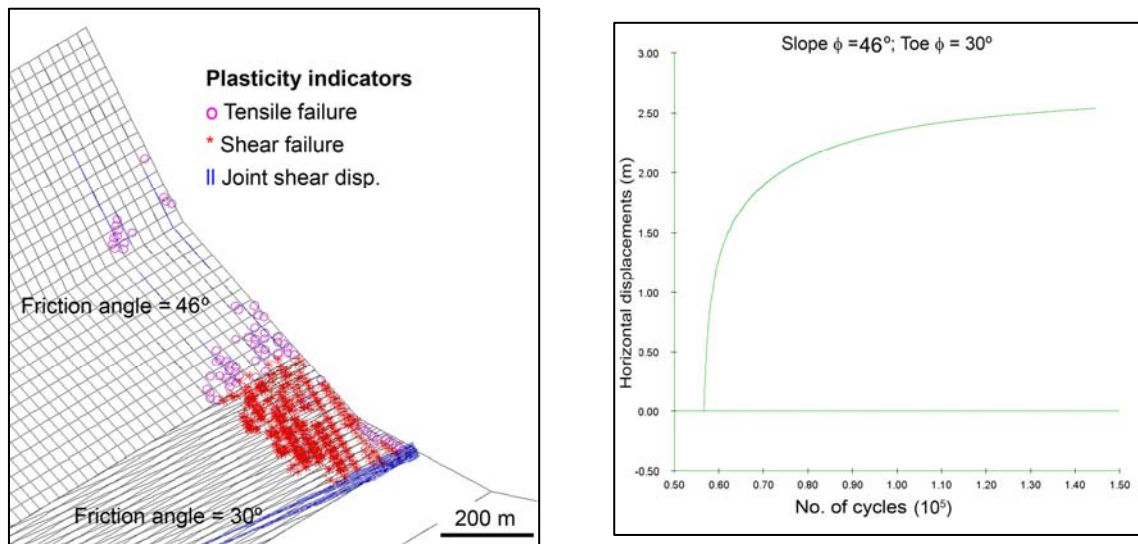 Plasticity indicators
o Tensile failure
* Shear failure
ll Joint shear disp.
Friction angle = 46º
Friction angle = 30º
200 m
Slope ϕ =46º; Toe ϕ = 30º
Horizontal displacements (m)
3.00
2.50
2.00
1.50
1.00
0.50
0.00
-0.50
0.50 0.60 0.70 0.80 0.90 1.00 1.10 1.20 1.30 1.40 1.50
No. of cycles (10⁵)